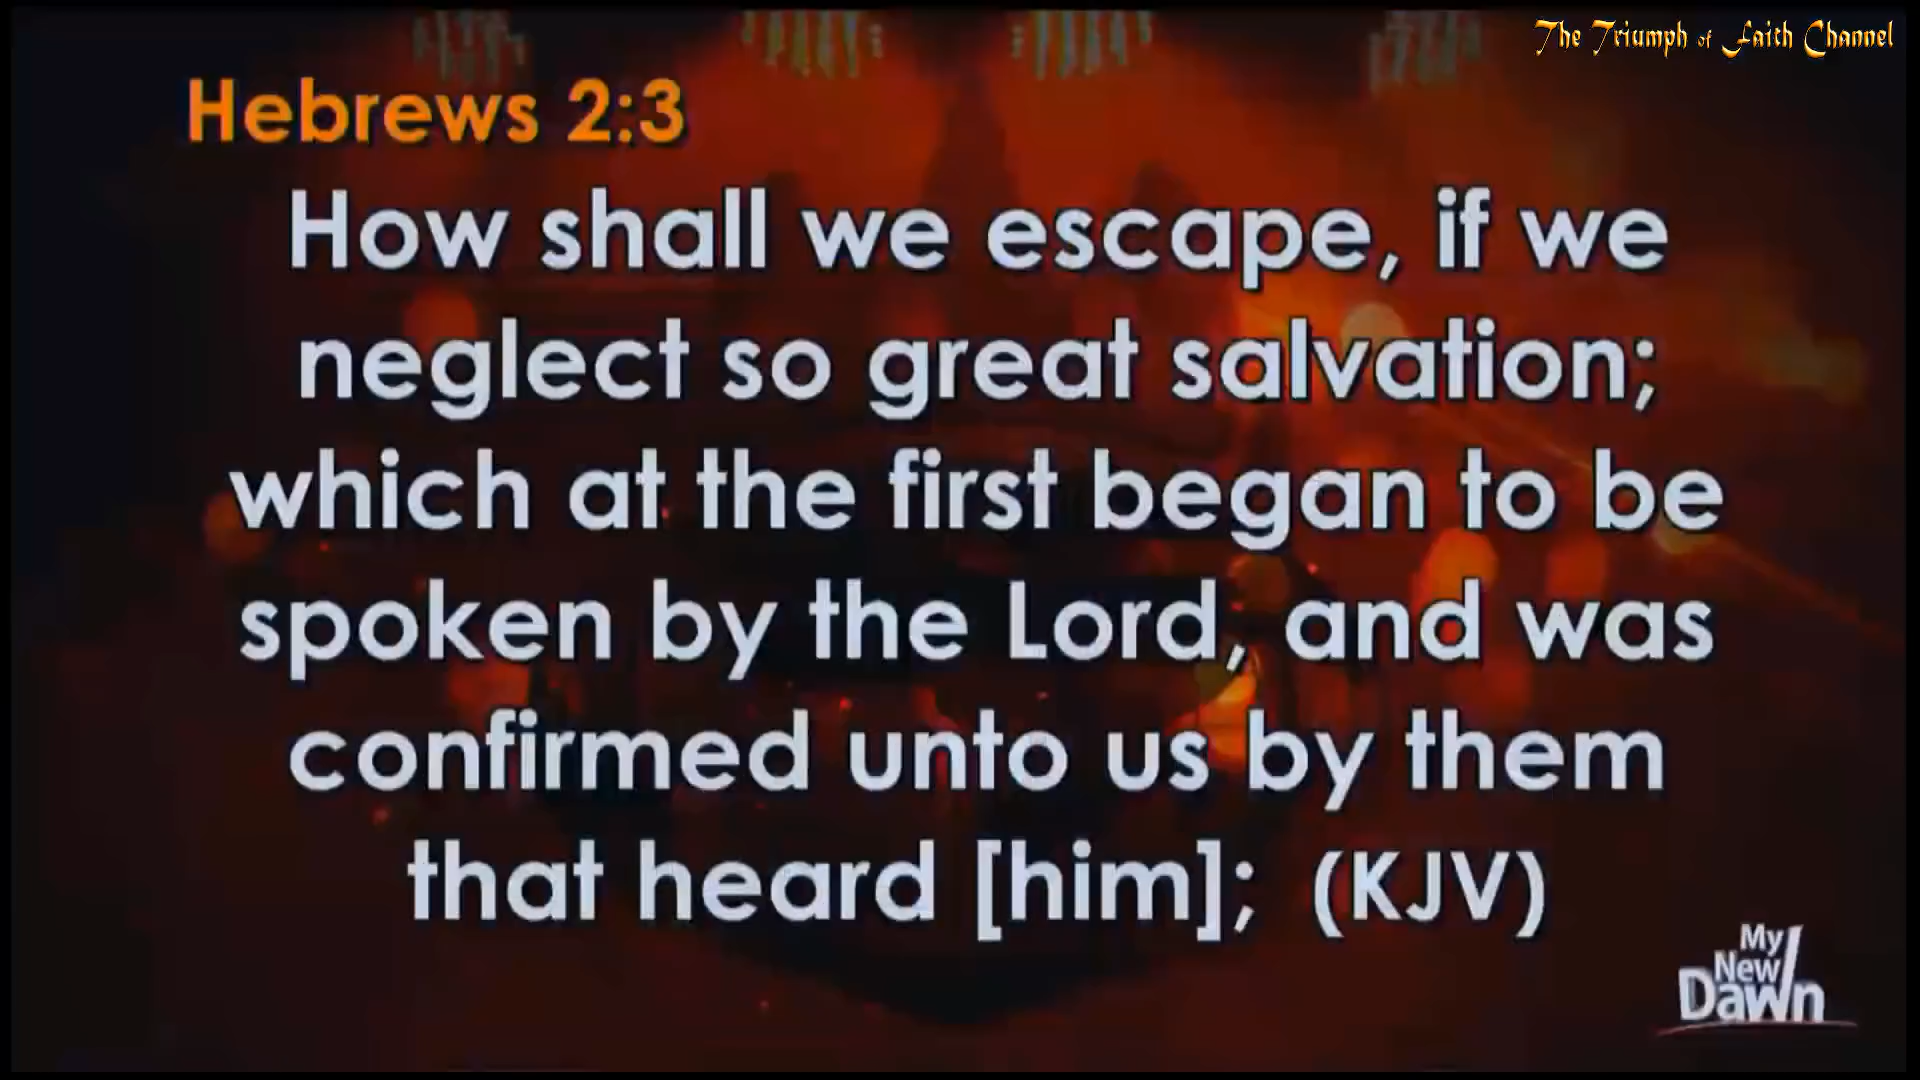 The Triumph of Faith Channel
Hebrews 2:3
How shall we escape, if we
neglect so great salvation;
which at the first began to be
spoken by the Lord, and was
confirmed unto us by them
that heard [him]; (KJV)
My
New
Dawn